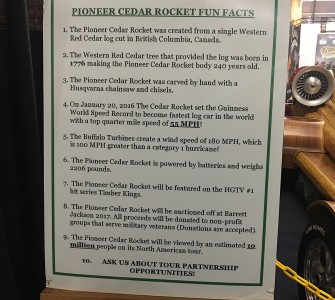 PIONEER CEDAR ROCKET FUN FACTS
1. The Pioneer Cedar Rocket was created from a single Western
Red Cedar log cut in British Columbia, Canada.
2. The Western Red Cedar tree that provided the log was born in
1776 making the Pioneer Cedar Rocket body 240 years old.
3. The Pioneer Cedar Rocket was carved by hand with a
Husqvarna chainsaw and chisels.
4. On January 20, 2016 The Cedar Rocket set the Guinness
World Speed Record to become fastest log car in the world
with a top quarter mile speed of 55 MPH!
5. The Buffalo Turbines create a wind speed of 180 MPH, which
is 100 MPH greater than a category 1 hurricane!
6. The Pioneer Cedar Rocket is powered by batteries and weighs
2206 pounds.
7. The Pioneer Cedar Rocket will be featured on the HGTV #1
hit series Timber Kings.
8. The Pioneer Cedar Rocket will be auctioned off at Barrett
Jackson 2017. All proceeds will be donated to non-profit
groups that serve military veterans (Donations are accepted).
9. The Pioneer Cedar Rocket will be viewed by an estimated 10
million people on its North American tour.
10. ASK US ABOUT TOUR PARTNERSHIP
OPPORTUNITIES!